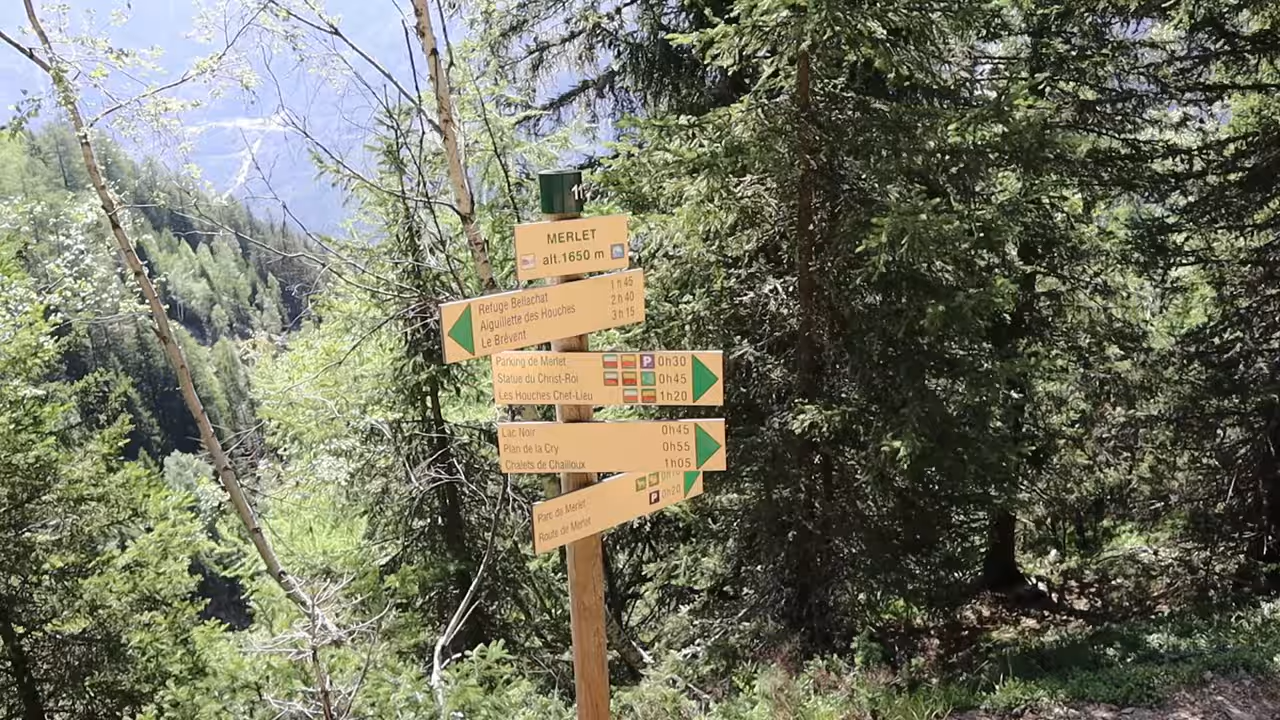 11
MERLET
alt.1650 m
Refuge Bellachat 1h45
Aiguillette des Houches 2h40
Le Brévent 3h15
Parking de Merlet P 0h30
Statue du Christ-Roi 0h45
Les Houches Chef-Lieu 1h20
Lac Noir 0h45
Plan de la Cry 0h55
Chalets de Chailloux 1h05
Parc de Merlet
Route de Merlet P 0h20